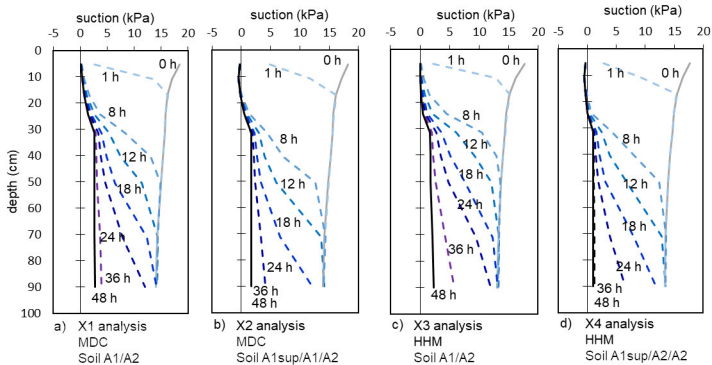 suction (kPa) suction (kPa) suction (kPa) suction (kPa)
-5 0 5 10 15 20 -5 0 5 10 15 20 -5 0 5 10 15 20 -5 0 5 10 15 20
depth (cm)
0
10
20
30
40
50
60
70
80
90
100
0 h
1 h
8 h
12 h
18 h
24 h
36 h
48 h
a) X1 analysis
MDC
Soil A1/A2
0 h
1 h
8 h
12 h
18 h
24 h
36 h
48 h
b) X2 analysis
MDC
Soil A1sup/A1/A2
0 h
1 h
8 h
12 h
18 h
24 h
36 h
48 h
c) X3 analysis
HHM
Soil A1/A2
0 h
1 h
8 h
12 h
18 h
24 h
36 h
48 h
d) X4 analysis
HHM
Soil A1sup/A2/A2